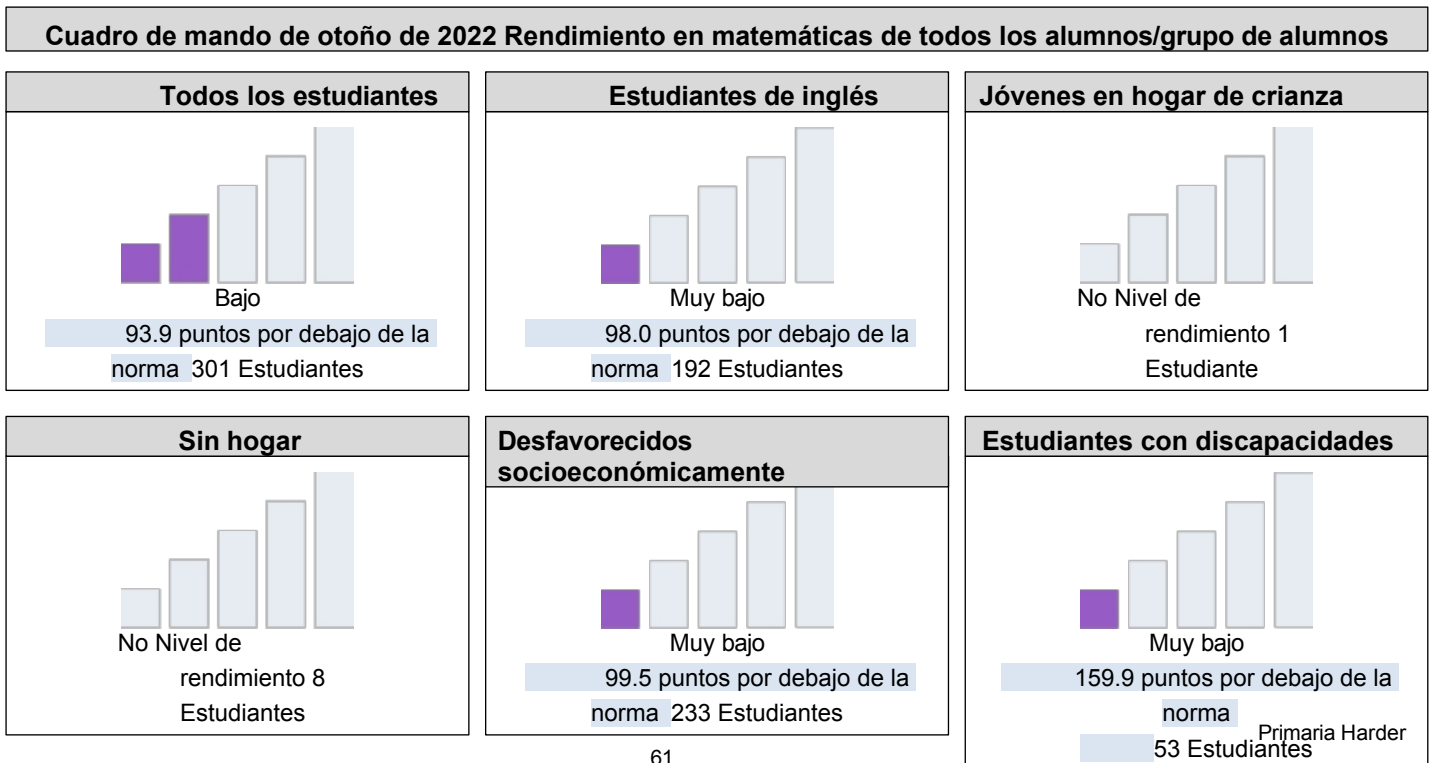 Cuadro de mando de otoño de 2022 Rendimiento en matemáticas de todos los alumnos/grupo de alumnos
Todos los estudiantes
Bajo
93.9 puntos por debajo de la
norma 301 Estudiantes
Estudiantes de inglés
Muy bajo
98.0 puntos por debajo de la
norma 192 Estudiantes
Jóvenes en hogar de crianza
No Nivel de
rendimiento 1
Estudiante
Sin hogar
No Nivel de
rendimiento 8
Estudiantes
Desfavorecidos
socioeconómicamente
Muy bajo
99.5 puntos por debajo de la
norma 233 Estudiantes
Estudiantes con discapacidades
Muy bajo
159.9 puntos por debajo de la
norma
53 Estudiantes
61
Primaria Harder